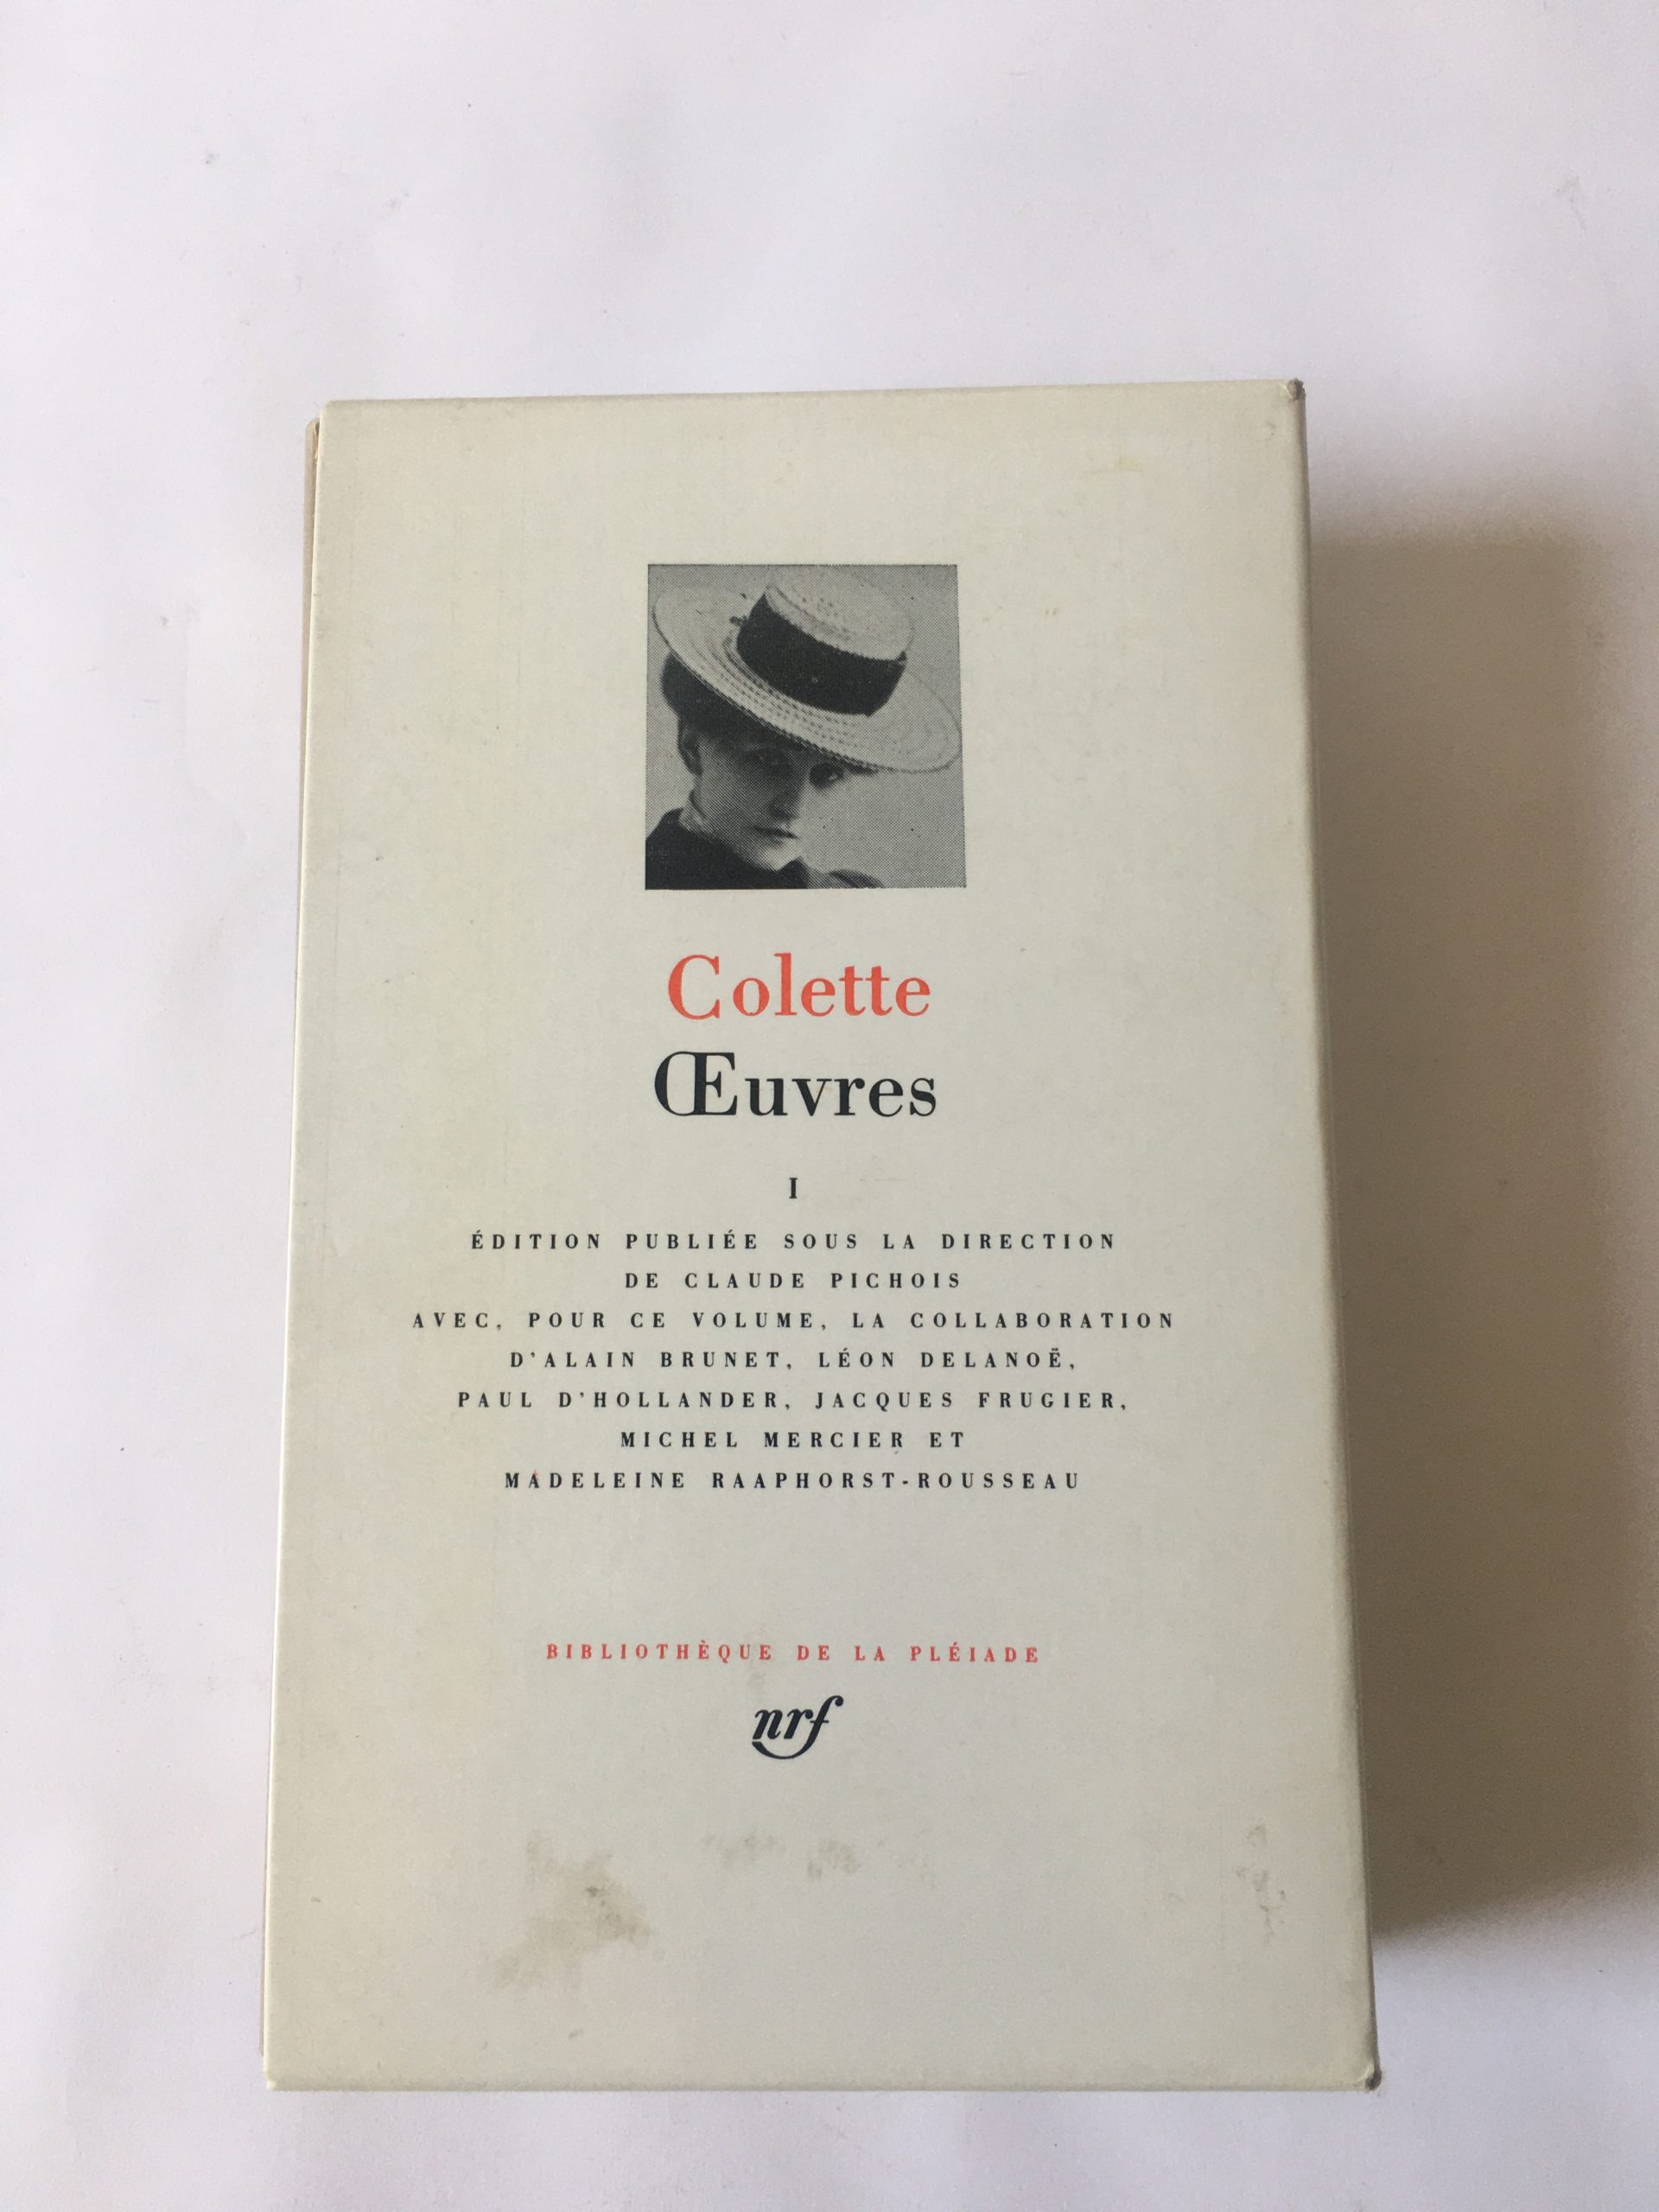 Colette
Œuvres
I
ÉDITION PUBLIÉE SOUS LA DIRECTION
DE CLAUDE PICHOIS
AVEC, POUR CE VOLUME, LA COLLABORATION
D'ALAIN BRUNET, LÉON DELANOË,
PAUL D'HOLLANDER, JACQUES FRUGIER,
MICHEL MERCIER ET
MADELEINE RAAPHORST-ROUSSEAU
BIBLIOTHÈQUE DE LA PLÉIADE
nrf